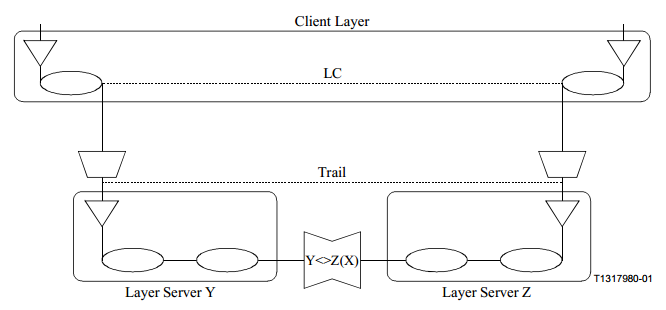 Client Layer
LC
Trail
Y<>Z(X)
T1317980-01
Layer Server Y
Layer Server Z